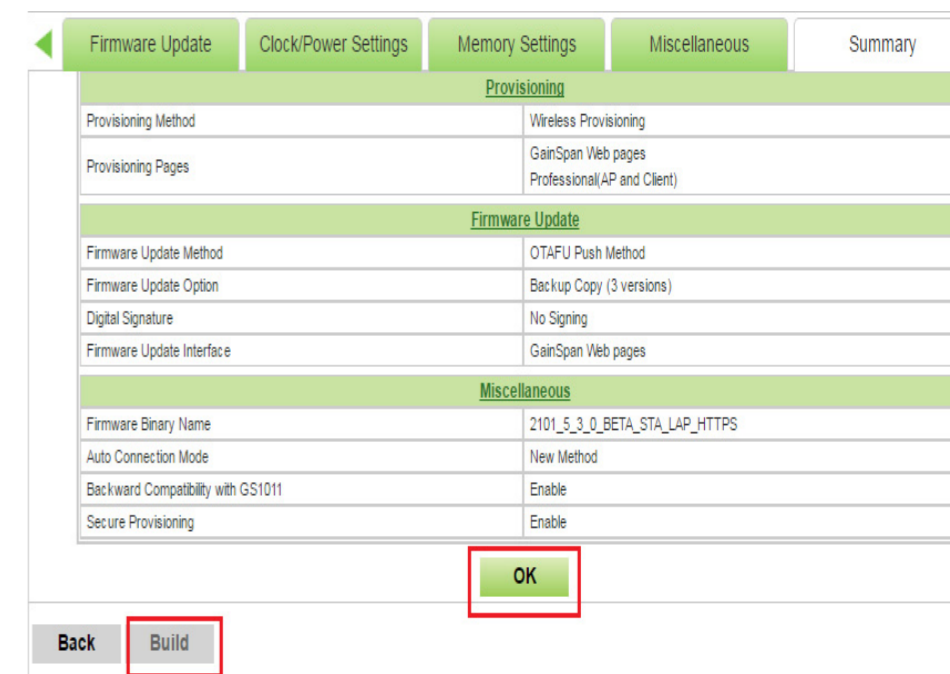 Firmware Update Clock/Power Settings Memory Settings Miscellaneous Summary
Provisioning
Provisioning Method Wireless Provisioning
Provisioning Pages GainSpan Web pages
Professional(AP and Client)
Firmware Update
Firmware Update Method OTAFU Push Method
Firmware Update Option Backup Copy (3 versions)
Digital Signature No Signing
Firmware Update Interface GainSpan Web pages
Miscellaneous
Firmware Binary Name 2101_5_3_0_BETA_STA_LAP_HTTPS
Auto Connection Mode New Method
Backward Compatibility with GS1011 Enable
Secure Provisioning Enable
OK
Back Build